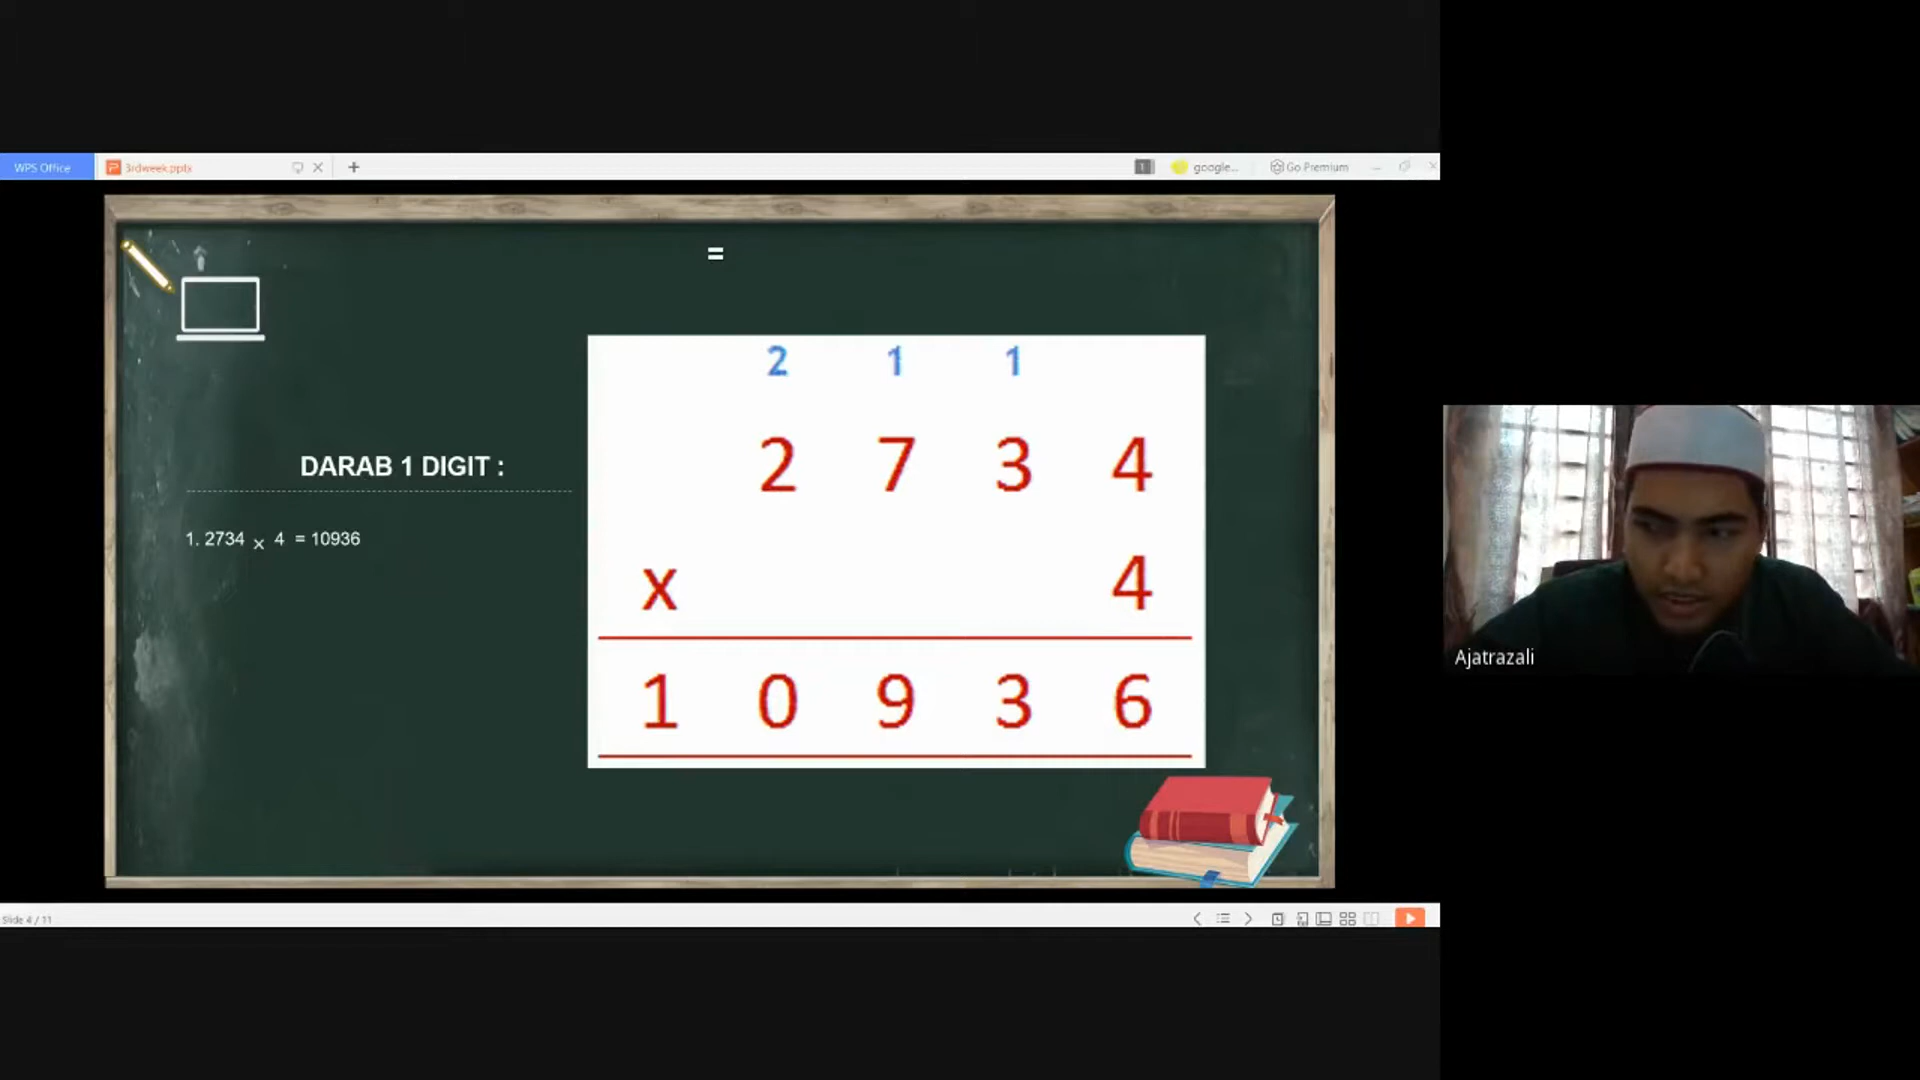 WPS Office
3rdweek.pptx
google...
Go Premium
=
2 1 1
2 7 3 4
DARAB 1 DIGIT :
1. 2734 x 4 = 10936
x 4
1 0 9 3 6
Ajatrazali
Slide 4 / 11